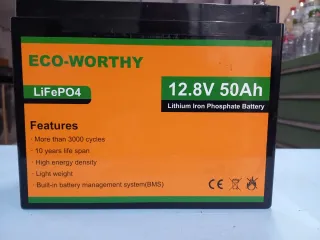 ECO-WORTHY
LiFePO4
12.8V 50Ah
Lithium Iron Phosphate Battery
Features
• More than 3000 cycles
• 10 years life span
• High energy density
• Light weight
• Built-in battery management system(BMS)
CE